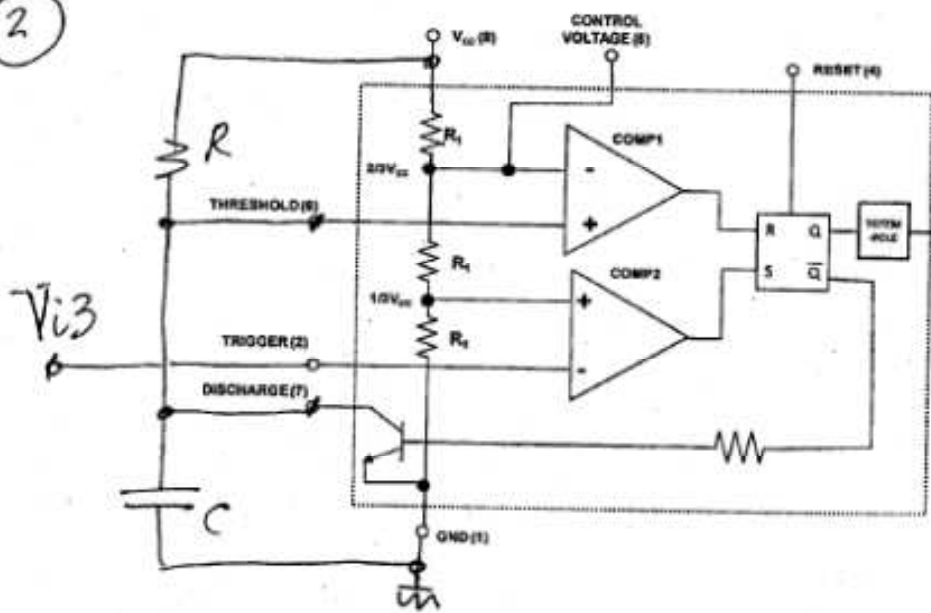 2
CONTROL
VOLTAGE(5)
Vcc(8)
RESET(4)
R
R1
COMP1
2/3Vcc
THRESHOLD(6)
-
+
R Q
S Q̅
R1
COMP2
1/3Vcc
+
R1
Vi3
TRIGGER(2)
-
DISCHARGE(7)
C
GND(1)